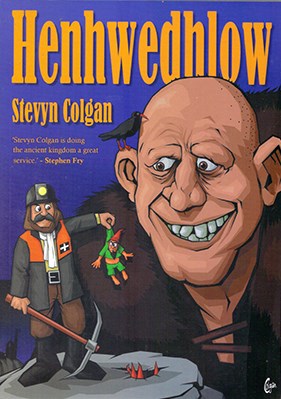 Henhwedhlow
Stevyn Colgan
'Stevyn Colgan is doing
the ancient kingdom a great
service.' – Stephen Fry